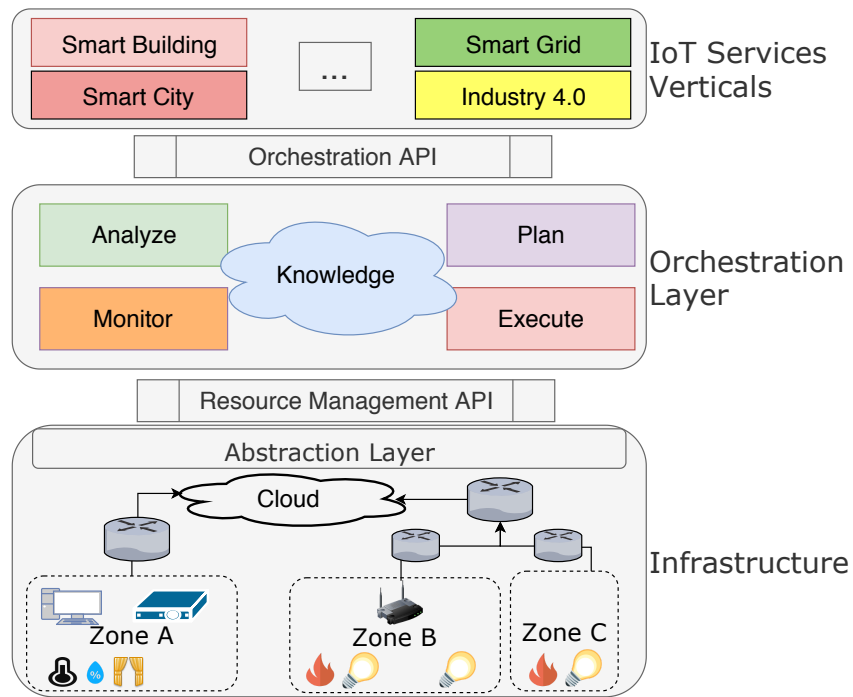 Smart Building
Smart City
...
Smart Grid
Industry 4.0
IoT Services
Verticals
Orchestration API
Analyze
Monitor
Knowledge
Plan
Execute
Orchestration
Layer
Resource Management API
Abstraction Layer
Cloud
Infrastructure
Zone A
%
Zone B
Zone C